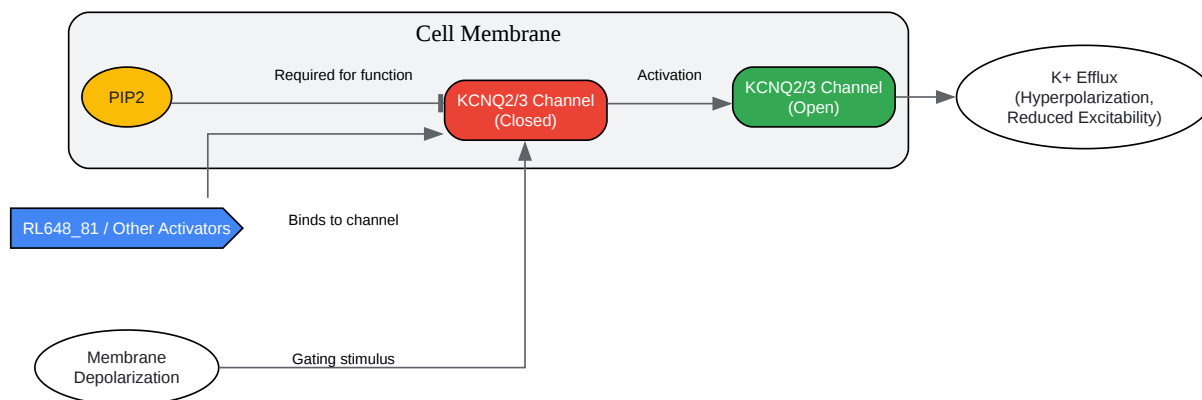 Cell Membrane
PIP2
Required for function
KCNQ2/3 Channel
(Closed)
Activation
KCNQ2/3 Channel
(Open)
K+ Efflux
(Hyperpolarization,
Reduced Excitability)
RL648_81 / Other Activators
Binds to channel
Membrane
Depolarization
Gating stimulus